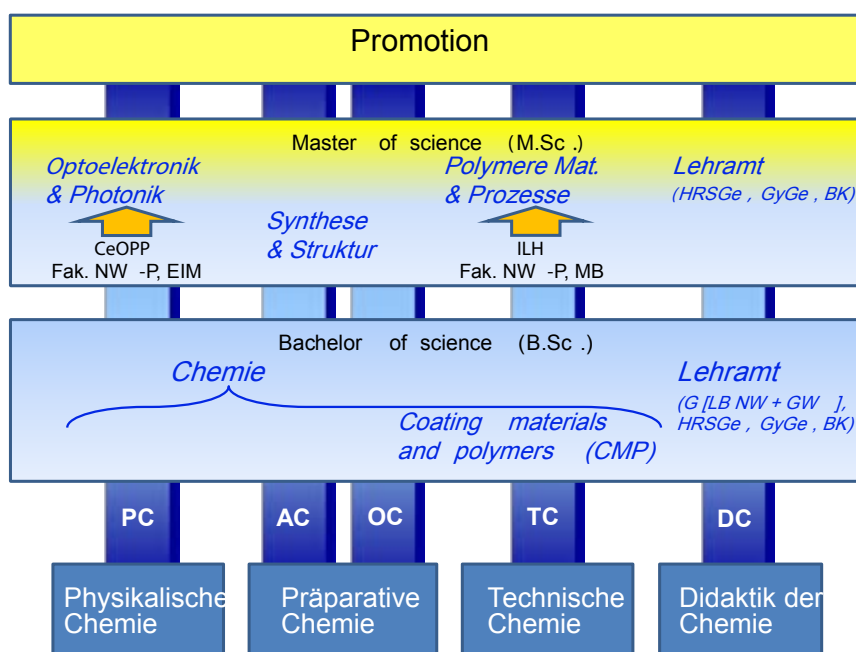 Promotion
Master of science (M.Sc .)
Optoelektronik
& Photonik
CeOPP
Fak. NW -P, EIM
Synthese
& Struktur
Polymere Mat.
& Prozesse
ILH
Fak. NW -P, MB
Lehramt
(HRSGe , GyGe , BK)
Bachelor of science (B.Sc .)
Chemie
Coating materials
and polymers (CMP)
Lehramt
(G [LB NW + GW ],
HRSGe , GyGe , BK)
PC
AC
OC
TC
DC
Physikalische
Chemie
Präparative
Chemie
Technische
Chemie
Didaktik der
Chemie